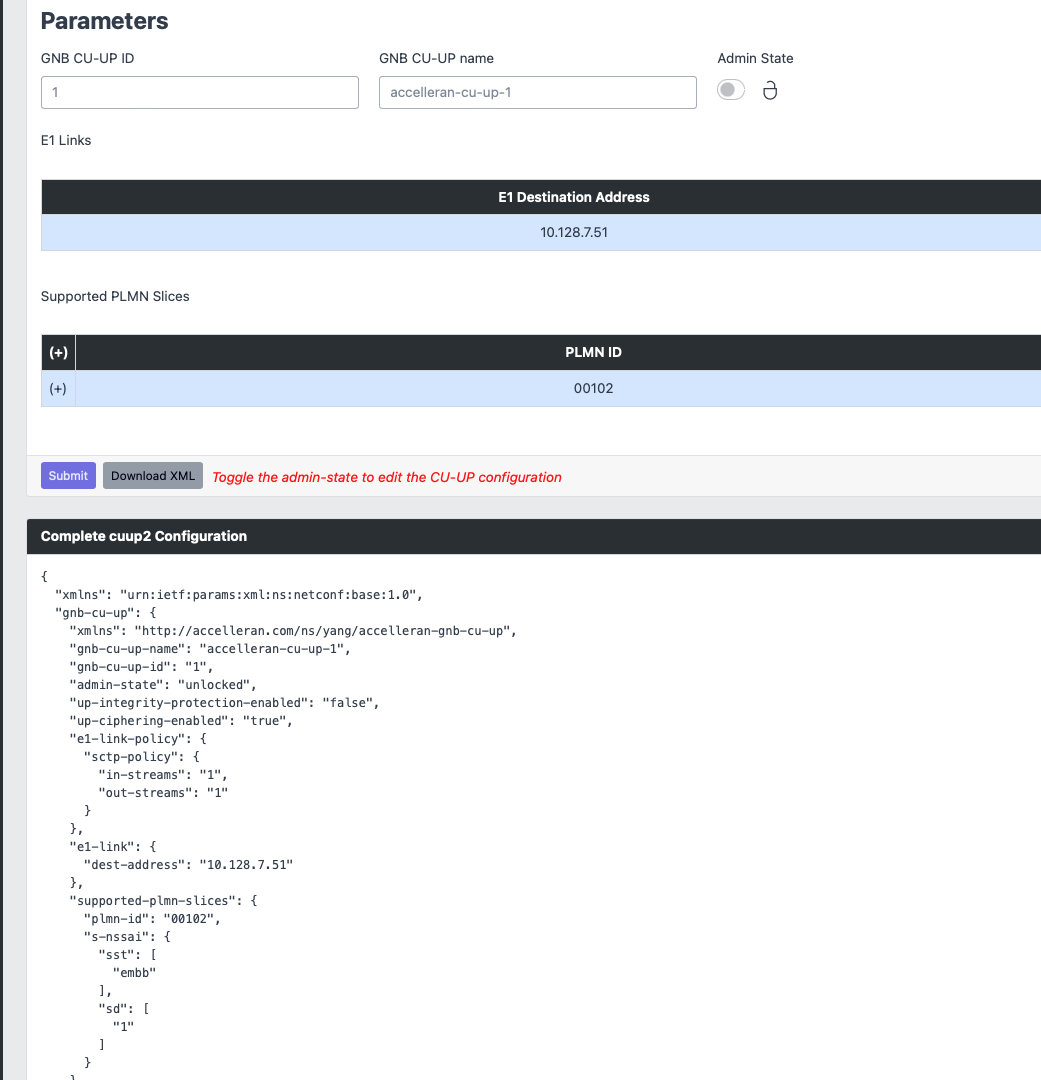 Parameters
GNB CU-UP ID GNB CU-UP name Admin State
1 accelleran-cu-up-1
E1 Links
E1 Destination Address
10.128.7.51
Supported PLMN Slices
(+) PLMN ID
(+) 00102
Submit Download XML Toggle the admin-state to edit the CU-UP configuration
Complete cuup2 Configuration
{
  "xmlns": "urn:ietf:params:xml:ns:netconf:base:1.0",
  "gnb-cu-up": {
    "xmlns": "http://accelleran.com/ns/yang/accelleran-gnb-cu-up",
    "gnb-cu-up-name": "accelleran-cu-up-1",
    "gnb-cu-up-id": "1",
    "admin-state": "unlocked",
    "up-integrity-protection-enabled": "false",
    "up-ciphering-enabled": "true",
    "e1-link-policy": {
      "sctp-policy": {
        "in-streams": "1",
        "out-streams": "1"
      }
    },
    "e1-link": {
      "dest-address": "10.128.7.51"
    },
    "supported-plmn-slices": {
      "plmn-id": "00102",
      "s-nssai": {
        "sst": [
          "embb"
        ],
        "sd": [
          "1"
        ]
      }
    }